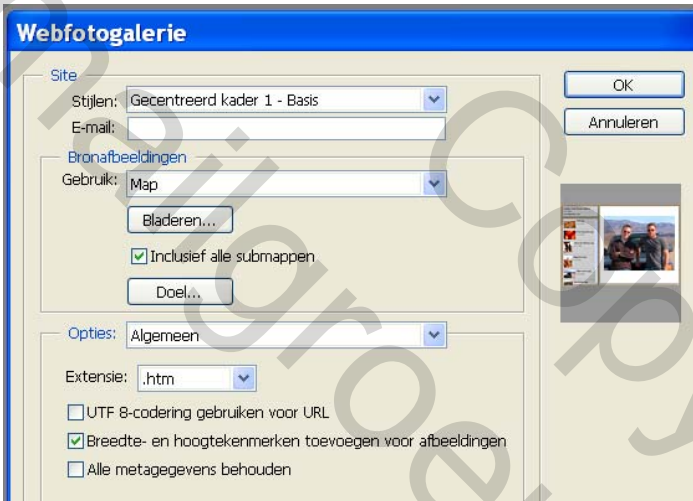 Webfotogalerie
Site
Stijlen: Gecentreerd kader 1 - Basis
E-mail:
OK
Annuleren
Bronafbeeldingen
Gebruik: Map
Bladeren...
Inclusief alle submappen
Doel...
Opties: Algemeen
Extensie: .htm
UTF 8-codering gebruiken voor URL
Breedte- en hoogtekenmerken toevoegen voor afbeeldingen
Alle metagegevens behouden